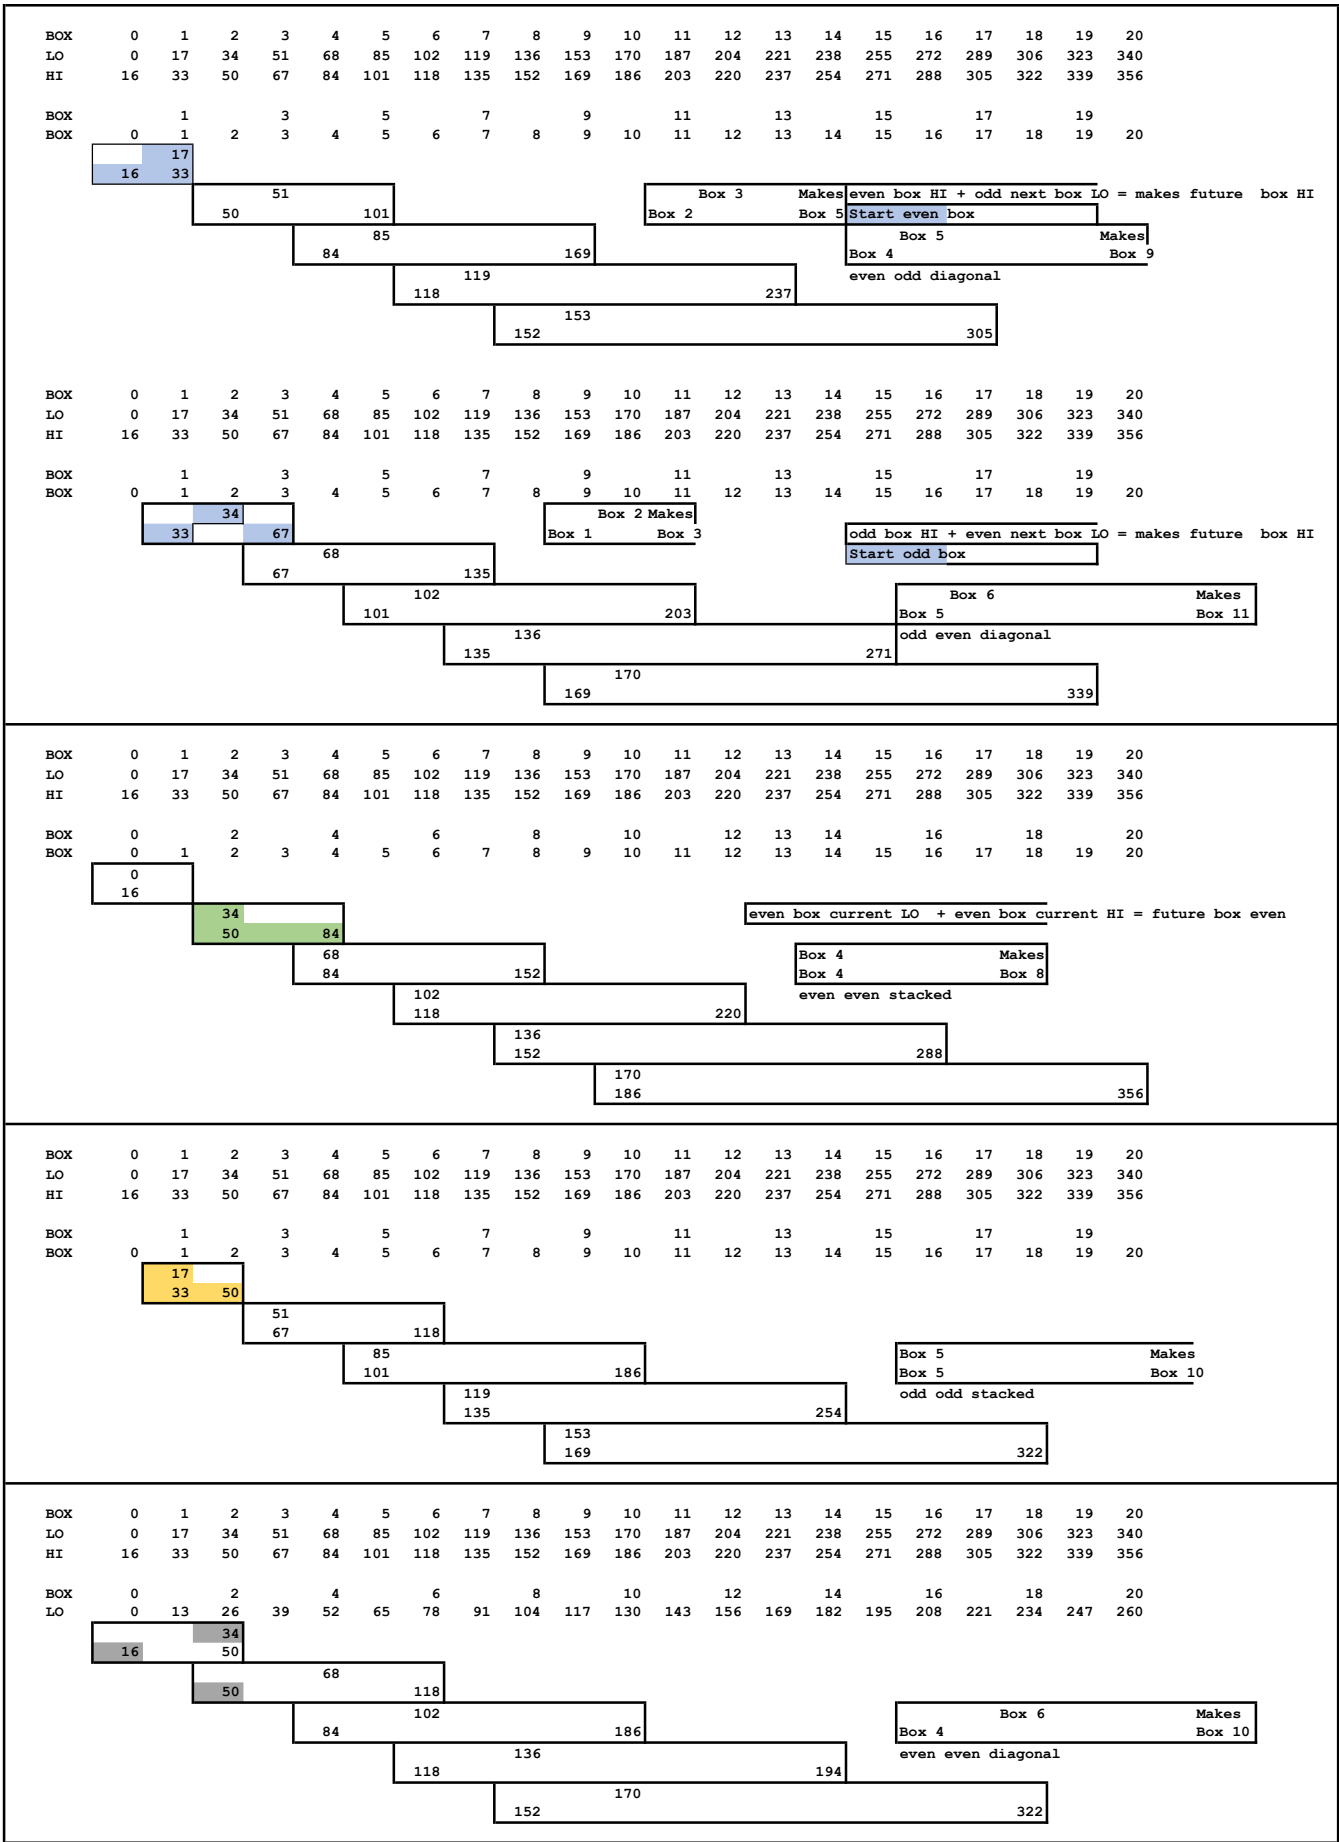 BOX 0 1 2 3 4 5 6 7 8 9 10 11 12 13 14 15 16 17 18 19 20
LO 0 17 34 51 68 85 102 119 136 153 170 187 204 221 238 255 272 289 306 323 340
HI 16 33 50 67 84 101 118 135 152 169 186 203 220 237 254 271 288 305 322 339 356
BOX 1 3 5 7 9 11 13 15 17 19
BOX 0 1 2 3 4 5 6 7 8 9 10 11 12 13 14 15 16 17 18 19 20
17
16 33
51 Box 3 Makes even box HI + odd next box LO = makes future box HI
50 101 Box 2 Box 5 Start even box
85 Box 5 Makes
84 169 Box 4 Box 9
119 even odd diagonal
118 237
153
152 305
BOX 0 1 2 3 4 5 6 7 8 9 10 11 12 13 14 15 16 17 18 19 20
LO 0 17 34 51 68 85 102 119 136 153 170 187 204 221 238 255 272 289 306 323 340
HI 16 33 50 67 84 101 118 135 152 169 186 203 220 237 254 271 288 305 322 339 356
BOX 1 3 5 7 9 11 13 15 17 19
BOX 0 1 2 3 4 5 6 7 8 9 10 11 12 13 14 15 16 17 18 19 20
34 Box 2 Makes
33 67 Box 1 Box 3 odd box HI + even next box LO = makes future box HI
68 Start odd box
67 135
102 Box 6 Makes
101 203 Box 5 Box 11
136 odd even diagonal
135 271
170
169 339
BOX 0 1 2 3 4 5 6 7 8 9 10 11 12 13 14 15 16 17 18 19 20
LO 0 17 34 51 68 85 102 119 136 153 170 187 204 221 238 255 272 289 306 323 340
HI 16 33 50 67 84 101 118 135 152 169 186 203 220 237 254 271 288 305 322 339 356
BOX 0 2 4 6 8 10 12 13 14 16 18 20
BOX 0 1 2 3 4 5 6 7 8 9 10 11 12 13 14 15 16 17 18 19 20
0
16
34 even box current LO + even box current HI = future box even
50 84
68 Box 4 Makes
84 152 Box 4 Box 8
102 even even stacked
118 220
136
152 288
170
186 356
BOX 0 1 2 3 4 5 6 7 8 9 10 11 12 13 14 15 16 17 18 19 20
LO 0 17 34 51 68 85 102 119 136 153 170 187 204 221 238 255 272 289 306 323 340
HI 16 33 50 67 84 101 118 135 152 169 186 203 220 237 254 271 288 305 322 339 356
BOX 1 3 5 7 9 11 13 15 17 19
BOX 0 1 2 3 4 5 6 7 8 9 10 11 12 13 14 15 16 17 18 19 20
17
33 50
51
67 118
85 Box 5 Makes
101 186 Box 5 Box 10
119 odd odd stacked
135 254
153
169 322
BOX 0 1 2 3 4 5 6 7 8 9 10 11 12 13 14 15 16 17 18 19 20
LO 0 17 34 51 68 85 102 119 136 153 170 187 204 221 238 255 272 289 306 323 340
HI 16 33 50 67 84 101 118 135 152 169 186 203 220 237 254 271 288 305 322 339 356
BOX 0 2 4 6 8 10 12 14 16 18 20
LO 0 13 26 39 52 65 78 91 104 117 130 143 156 169 182 195 208 221 234 247 260
34
16 50
68
50 118
102 Box 6 Makes
84 186 Box 4 Box 10
136 even even diagonal
118 194
170
152 322